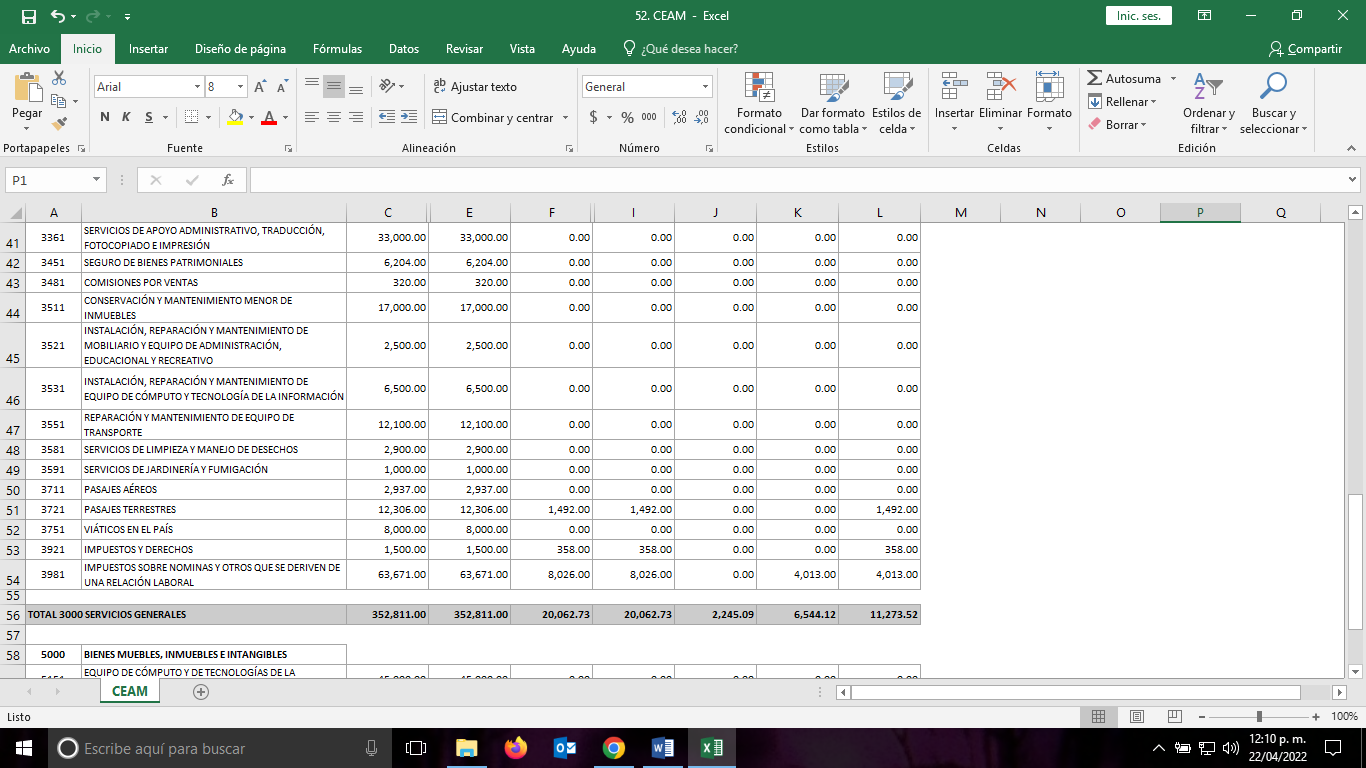 52. CEAM - Excel
Inic. ses.
Archivo Inicio Insertar Diseño de página Fórmulas Datos Revisar Vista Ayuda ¿Qué desea hacer? Compartir
Pegar
Arial 8
N K S
Ajustar texto
Combinar y centrar
General
$ % 000
Formato condicional
Dar formato como tabla
Estilos de celda
Insertar Eliminar Formato
Autosuma
Rellenar
Borrar
Ordenar y filtrar
Buscar y seleccionar
Portapapeles Fuente Alineación Número Estilos Celdas Edición
P1
fx
A B C E F I J K L M N O P Q
41 3361 SERVICIOS DE APOYO ADMINISTRATIVO, TRADUCCIÓN, 33,000.00 33,000.00 0.00 0.00 0.00 0.00 0.00
FOTOCOPIADO E IMPRESIÓN
42 3451 SEGURO DE BIENES PATRIMONIALES 6,204.00 6,204.00 0.00 0.00 0.00 0.00 0.00
43 3481 COMISIONES POR VENTAS 320.00 320.00 0.00 0.00 0.00 0.00 0.00
44 3511 CONSERVACIÓN Y MANTENIMIENTO MENOR DE 17,000.00 17,000.00 0.00 0.00 0.00 0.00 0.00
INMUEBLES
45 3521 INSTALACIÓN, REPARACIÓN Y MANTENIMIENTO DE 2,500.00 2,500.00 0.00 0.00 0.00 0.00 0.00
MOBILIARIO Y EQUIPO DE ADMINISTRACIÓN,
EDUCACIONAL Y RECREATIVO
46 3531 INSTALACIÓN, REPARACIÓN Y MANTENIMIENTO DE 6,500.00 6,500.00 0.00 0.00 0.00 0.00 0.00
EQUIPO DE CÓMPUTO Y TECNOLOGÍA DE LA INFORMACIÓN
47 3551 REPARACIÓN Y MANTENIMIENTO DE EQUIPO DE 12,100.00 12,100.00 0.00 0.00 0.00 0.00 0.00
TRANSPORTE
48 3581 SERVICIOS DE LIMPIEZA Y MANEJO DE DESECHOS 2,900.00 2,900.00 0.00 0.00 0.00 0.00 0.00
49 3591 SERVICIOS DE JARDINERÍA Y FUMIGACIÓN 1,000.00 1,000.00 0.00 0.00 0.00 0.00 0.00
50 3711 PASAJES AÉREOS 2,937.00 2,937.00 0.00 0.00 0.00 0.00 0.00
51 3721 PASAJES TERRESTRES 12,306.00 12,306.00 1,492.00 1,492.00 0.00 0.00 1,492.00
52 3751 VIÁTICOS EN EL PAÍS 8,000.00 8,000.00 0.00 0.00 0.00 0.00 0.00
53 3921 IMPUESTOS Y DERECHOS 1,500.00 1,500.00 358.00 358.00 0.00 0.00 358.00
54 3981 IMPUESTOS SOBRE NOMINAS Y OTROS QUE SE DERIVEN DE 63,671.00 63,671.00 8,026.00 8,026.00 0.00 4,013.00 4,013.00
UNA RELACIÓN LABORAL
55
56 TOTAL 3000 SERVICIOS GENERALES 352,811.00 352,811.00 20,062.73 20,062.73 2,245.09 6,544.12 11,273.52
57
58 5000 BIENES MUEBLES, INMUEBLES E INTANGIBLES
EQUIPO DE CÓMPUTO Y DE TECNOLOGÍAS DE LA
CEAM
Listo
100%
Escribe aquí para buscar
12:10 p. m.
22/04/2022